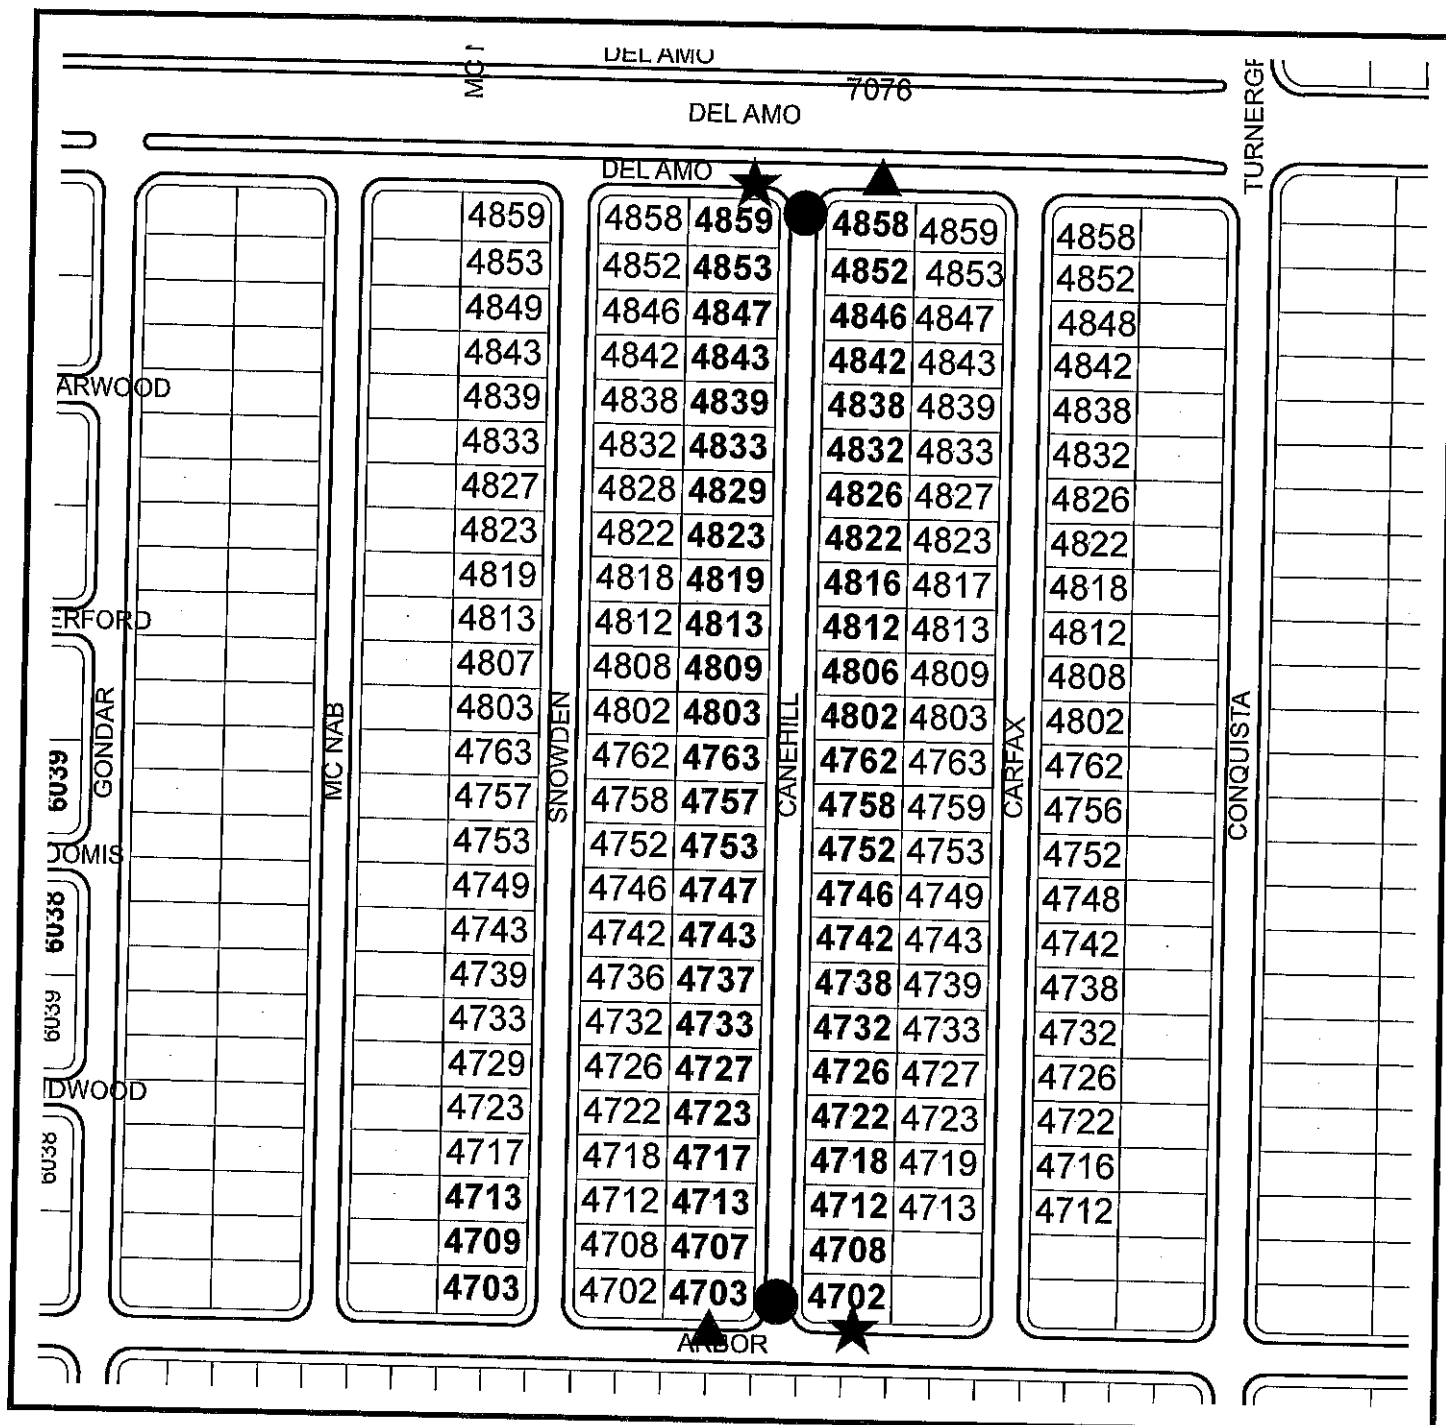 DEL AMO
7076
DEL AMO
DEL AMO
4859 4858 4859 4858 4859 4858
4853 4852 4853 4852 4853 4852
4849 4846 4847 4846 4847 4848
4843 4842 4843 4842 4843 4842
4839 4838 4839 4838 4839 4838
4833 4832 4833 4832 4833 4832
4827 4828 4829 4826 4827 4826
4823 4822 4823 4822 4823 4822
4819 4818 4819 4816 4817 4818
4813 4812 4813 4812 4813 4812
4807 4808 4809 4806 4809 4808
4803 4802 4803 4802 4803 4802
4763 4762 4763 4762 4763 4762
4757 4758 4757 4758 4759 4756
4753 4752 4753 4752 4753 4752
4749 4746 4747 4746 4749 4748
4743 4742 4743 4742 4743 4742
4739 4736 4737 4738 4739 4738
4733 4732 4733 4732 4733 4732
4729 4726 4727 4726 4727 4726
4723 4722 4723 4722 4723 4722
4717 4718 4717 4718 4719 4716
4713 4712 4713 4712 4713 4712
4709 4708 4707 4708
4703 4702 4703 4702
ARBOR
ARWOOD
ERFORD
6039
OMIS
6038
6039
DWOOD
6038
GONDAR
MC NAB
SNOWDEN
CANEHILL
CARFAX
CONQUISTA